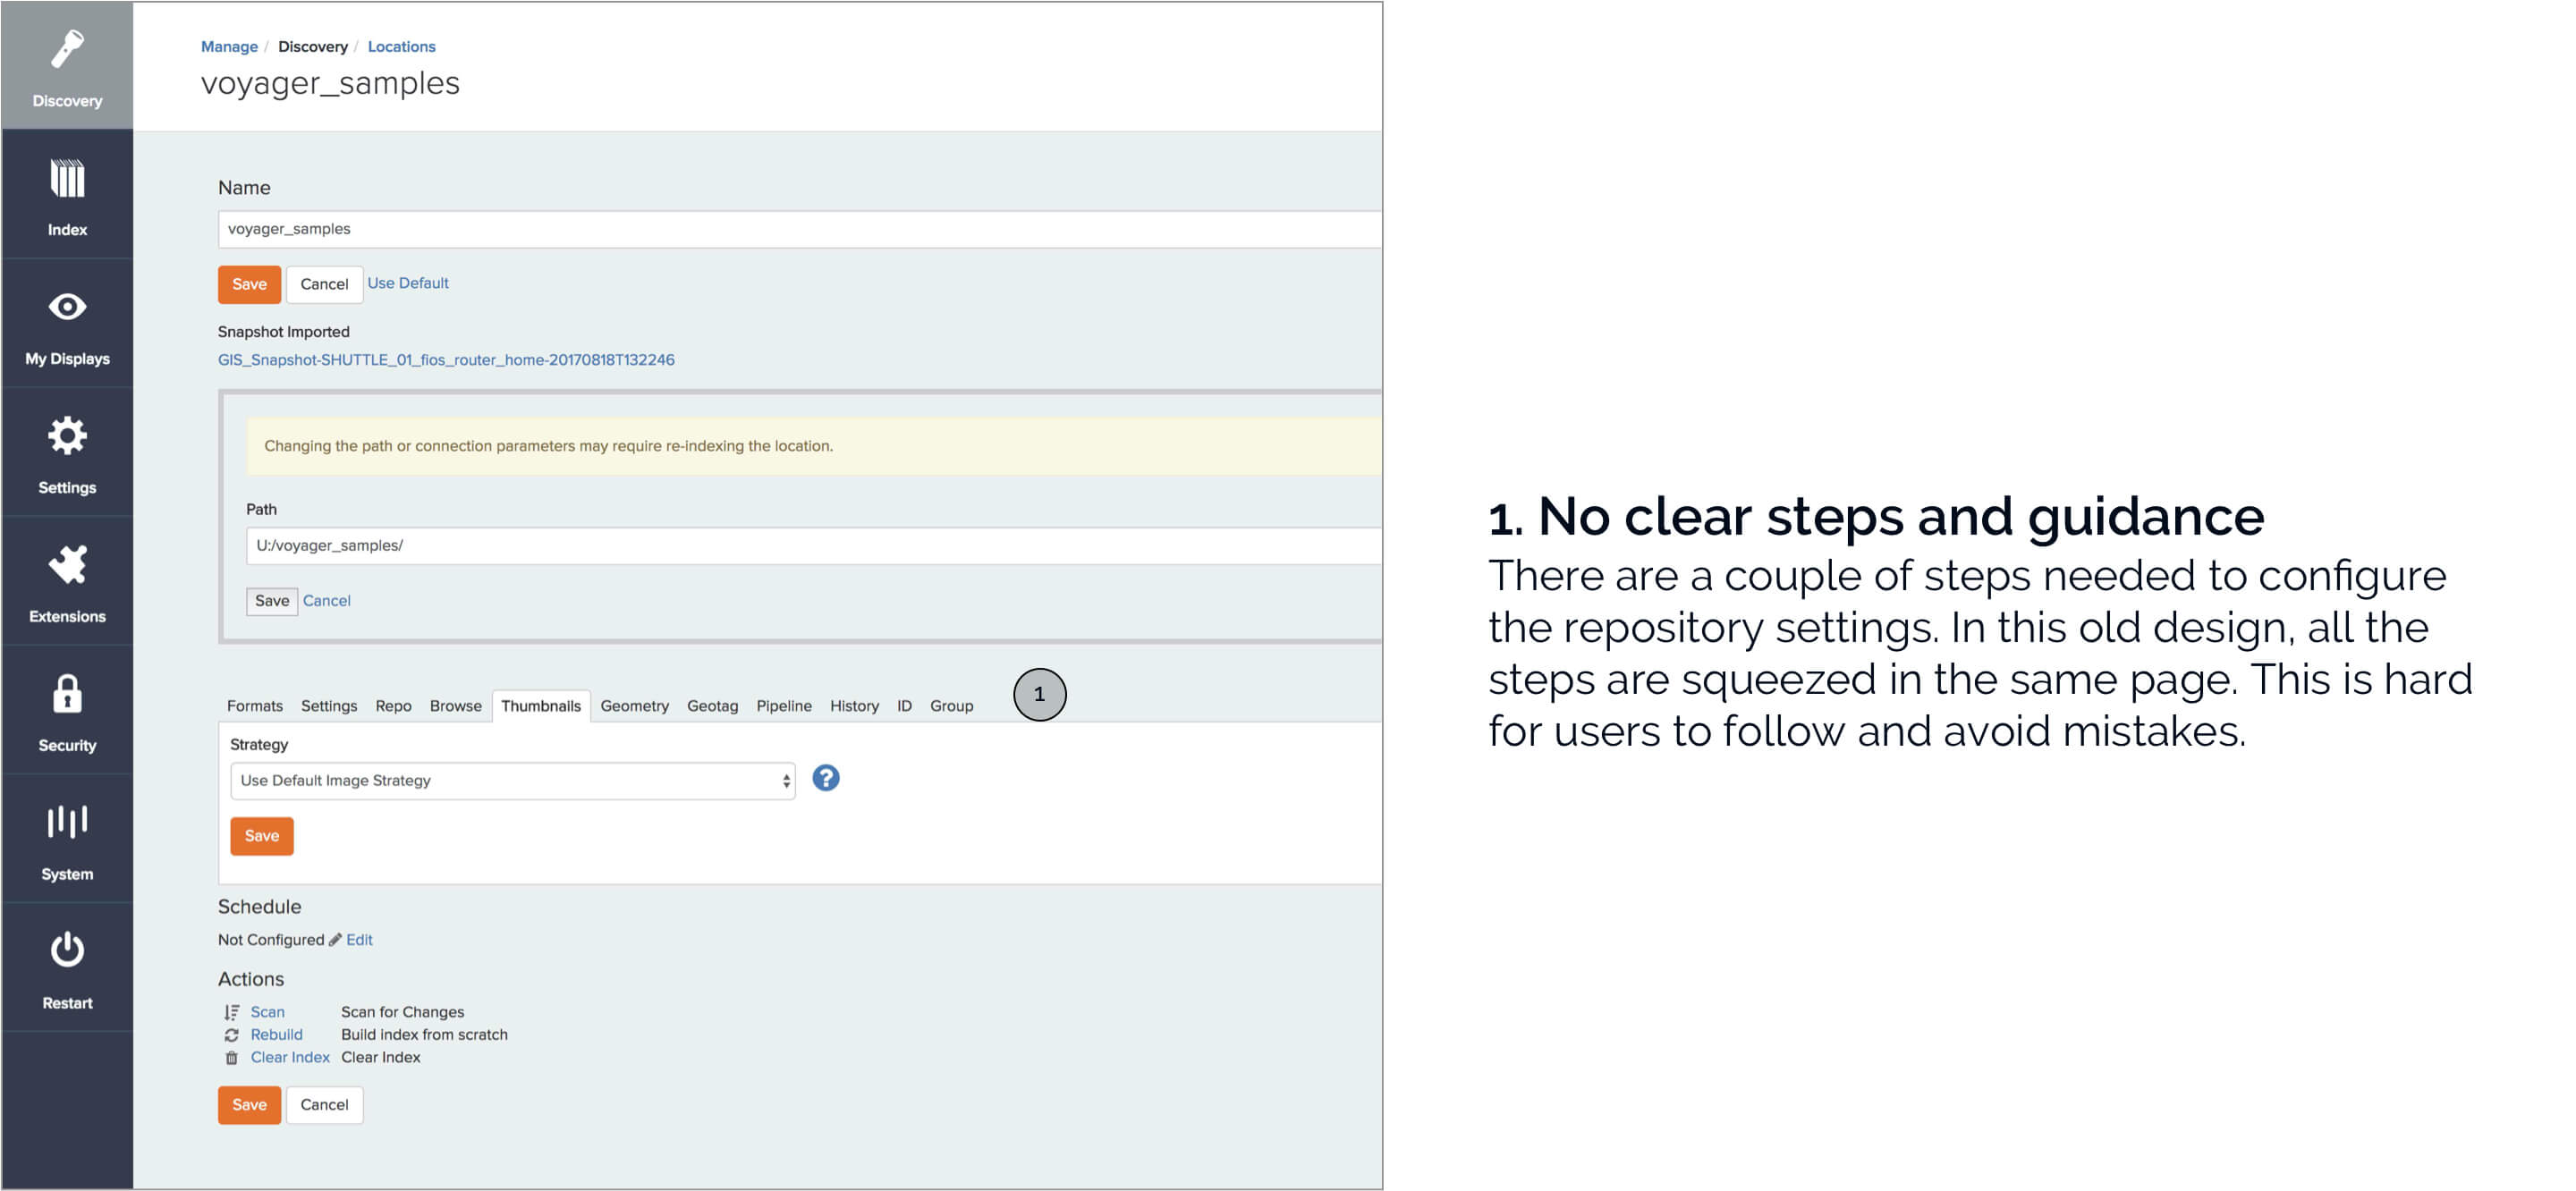 Discovery
Index
My Displays
Settings
Extensions
Security
System
Restart
Manage / Discovery / Locations
voyager_samples
Name
voyager_samples
Save Cancel Use Default
Snapshot Imported
GIS_Snapshot-SHUTTLE_01_fios_router_home-20170818T132246
Changing the path or connection parameters may require re-indexing the location.
Path
U:/voyager_samples/
Save Cancel
Formats Settings Repo Browse Thumbnails Geometry Geotag Pipeline History ID Group
1
Strategy
Use Default Image Strategy ?
Save
Schedule
Not Configured Edit
Actions
Scan Scan for Changes
Rebuild Build index from scratch
Clear Index Clear Index
Save Cancel
1. No clear steps and guidance
There are a couple of steps needed to configure
the repository settings. In this old design, all the
steps are squeezed in the same page. This is hard
for users to follow and avoid mistakes.